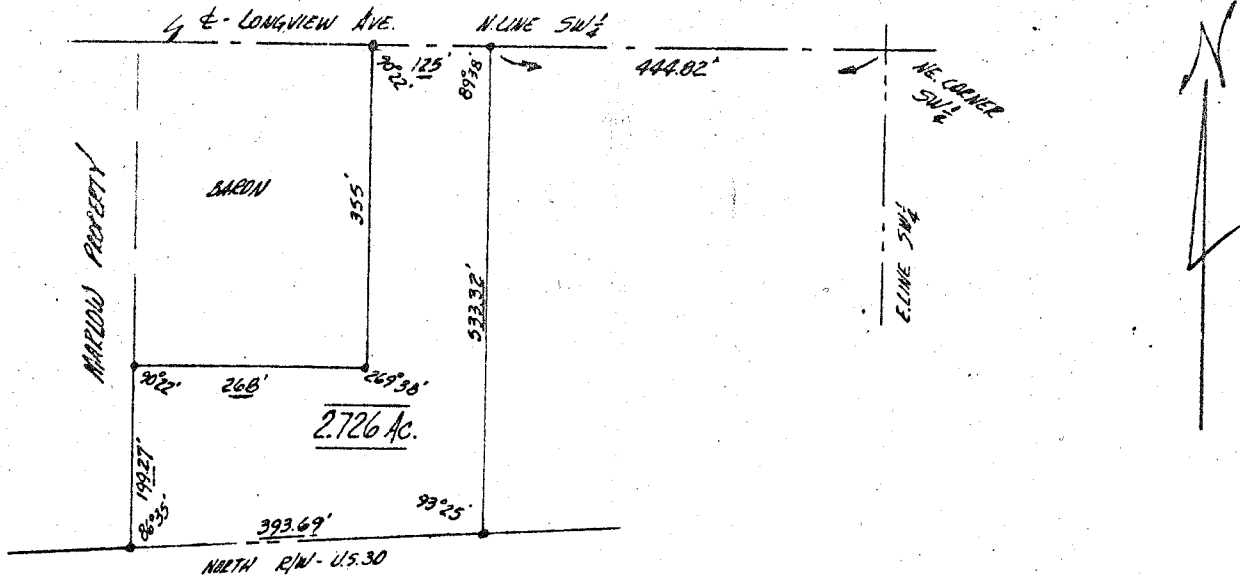 ℄ - LONGVIEW AVE.
N. LINE SW¼
90°22'
125'
89°38'
444.82'
NE. CORNER
SW¼
N
BARON
355'
MARLOW PROPERTY
533.32'
E. LINE SW¼
90°22'
268'
269°38'
2.726 AC.
199.27'
86°35'
393.69'
93°25'
NORTH R/W - U.S. 30